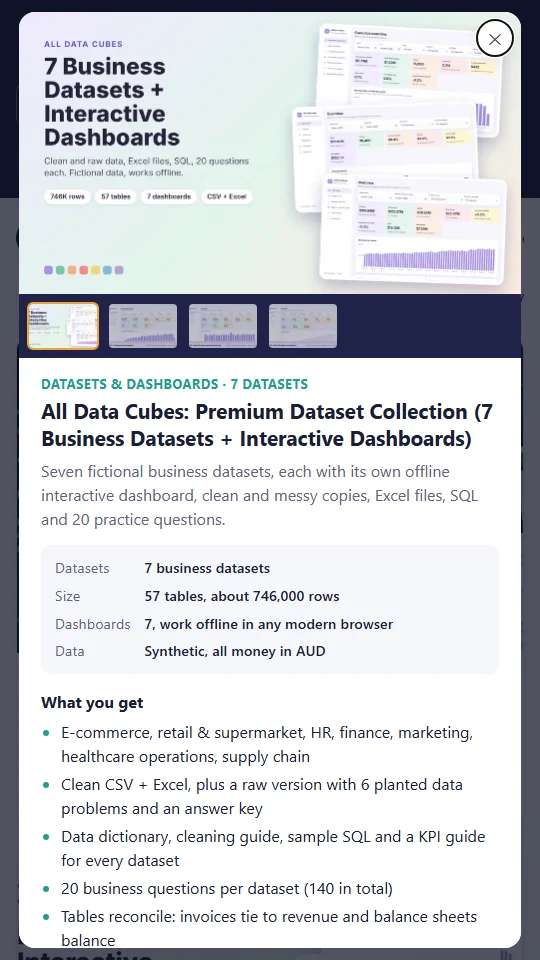 ALL DATA CUBES
7 Business
Datasets +
Interactive
Dashboards
Clean and raw data, Excel files, SQL, 20 questions
each. Fictional data, works offline.
746K rows
57 tables
7 dashboards
CSV + Excel
DATASETS & DASHBOARDS · 7 DATASETS
All Data Cubes: Premium Dataset Collection (7
Business Datasets + Interactive Dashboards)
Seven fictional business datasets, each with its own offline
interactive dashboard, clean and messy copies, Excel files, SQL
and 20 practice questions.
Datasets 7 business datasets
Size 57 tables, about 746,000 rows
Dashboards 7, work offline in any modern browser
Data Synthetic, all money in AUD
What you get
E-commerce, retail & supermarket, HR, finance, marketing,
healthcare operations, supply chain
Clean CSV + Excel, plus a raw version with 6 planted data
problems and an answer key
Data dictionary, cleaning guide, sample SQL and a KPI guide
for every dataset
20 business questions per dataset (140 in total)
Tables reconcile: invoices tie to revenue and balance sheets
balance